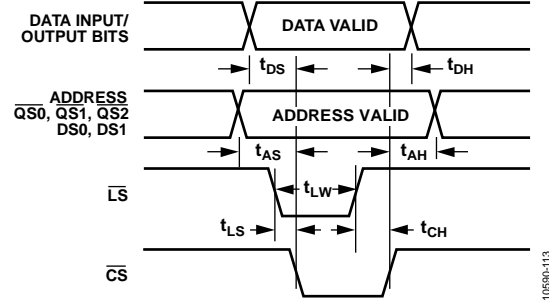 DATA INPUT/
OUTPUT BITS
DATA VALID
tDS
tDH
ADDRESS
QS0, QS1, QS2
DS0, DS1
ADDRESS VALID
tAS
tAH
LS
tLW
tLS
tCH
CS
10590-113